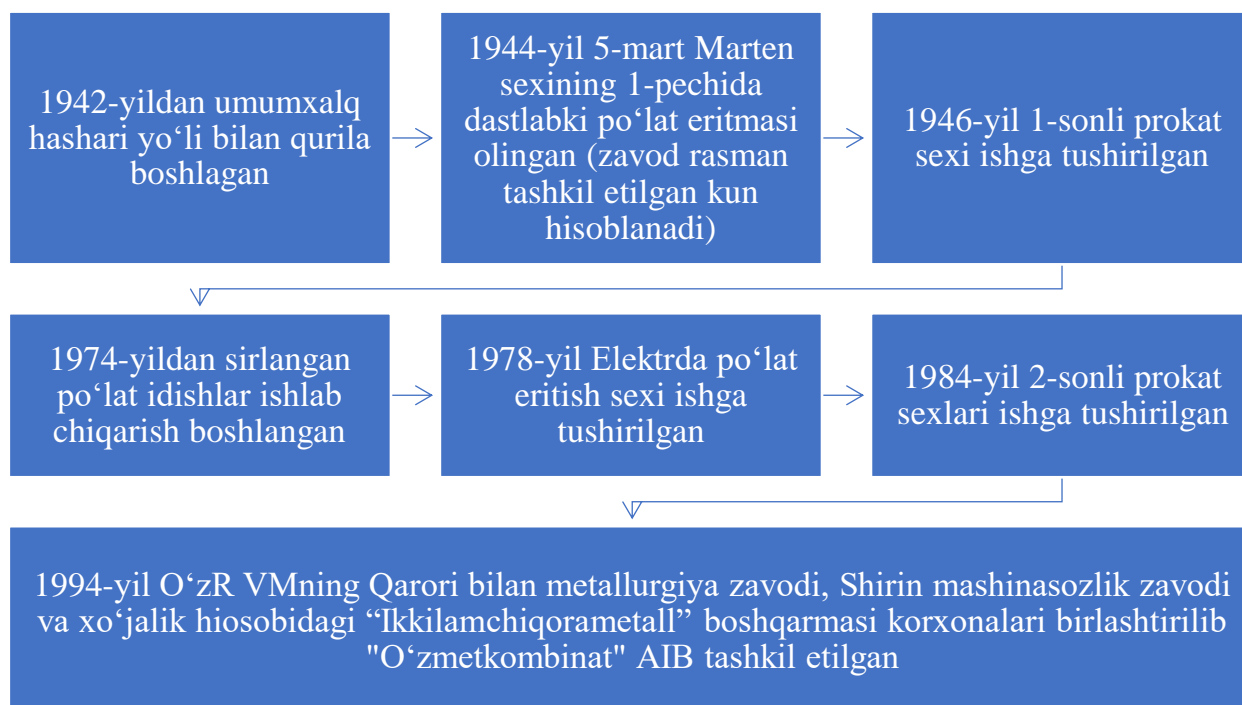 1942-yildan umumxalq
hashari yo‘li bilan qurila
boshlagan
1944-yil 5-mart Marten
sexining 1-pechida
dastlabki po‘lat eritmasi
olingan (zavod rasman
tashkil etilgan kun
hisoblanadi)
1946-yil 1-sonli prokat
sexi ishga tushirilgan
1974-yildan sirlangan
po‘lat idishlar ishlab
chiqarish boshlangan
1978-yil Elektrda po‘lat
eritish sexi ishga
tushirilgan
1984-yil 2-sonli prokat
sexlari ishga tushirilgan
1994-yil O‘zR VMning Qarori bilan metallurgiya zavodi, Shirin mashinasozlik zavodi
va xo‘jalik hiosobidagi “Ikkilamchiqorametall” boshqarmasi korxonalari birlashtirilib
"O‘zmetkombinat" AIB tashkil etilgan